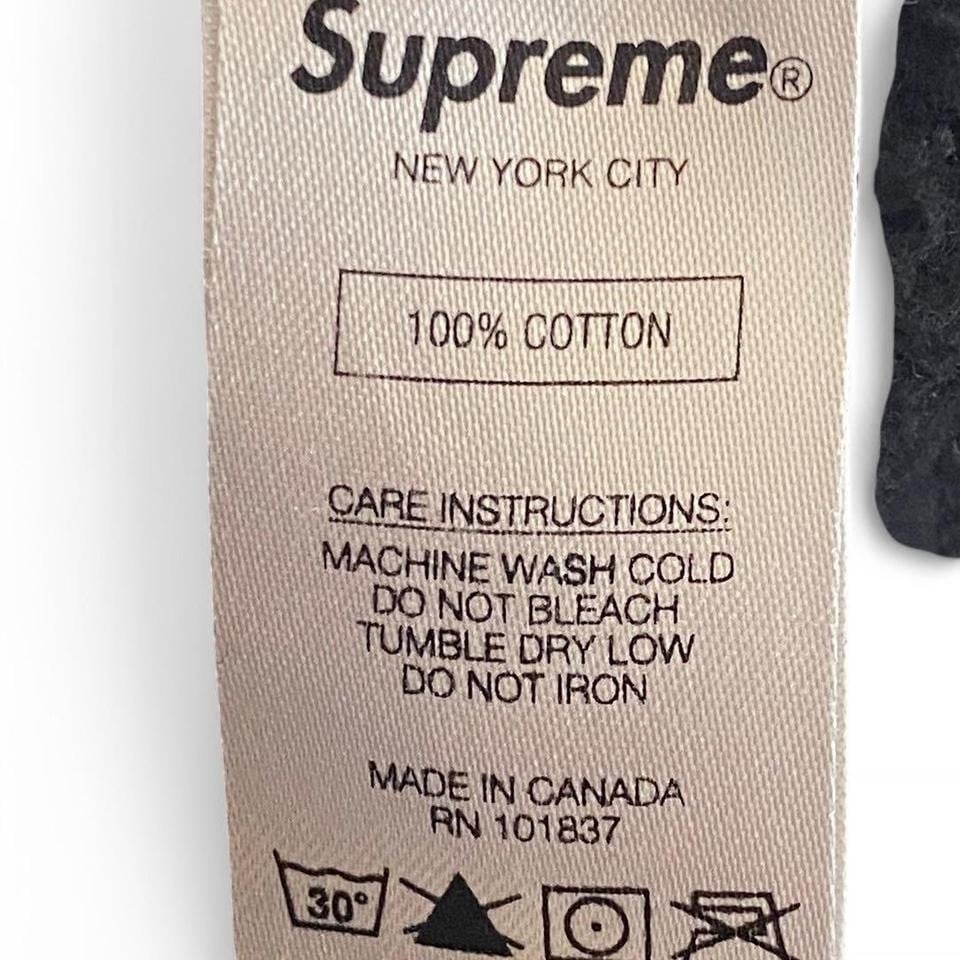 Supreme®
NEW YORK CITY
100% COTTON
CARE INSTRUCTIONS:
MACHINE WASH COLD
DO NOT BLEACH
TUMBLE DRY LOW
DO NOT IRON
MADE IN CANADA
RN 101837
30°